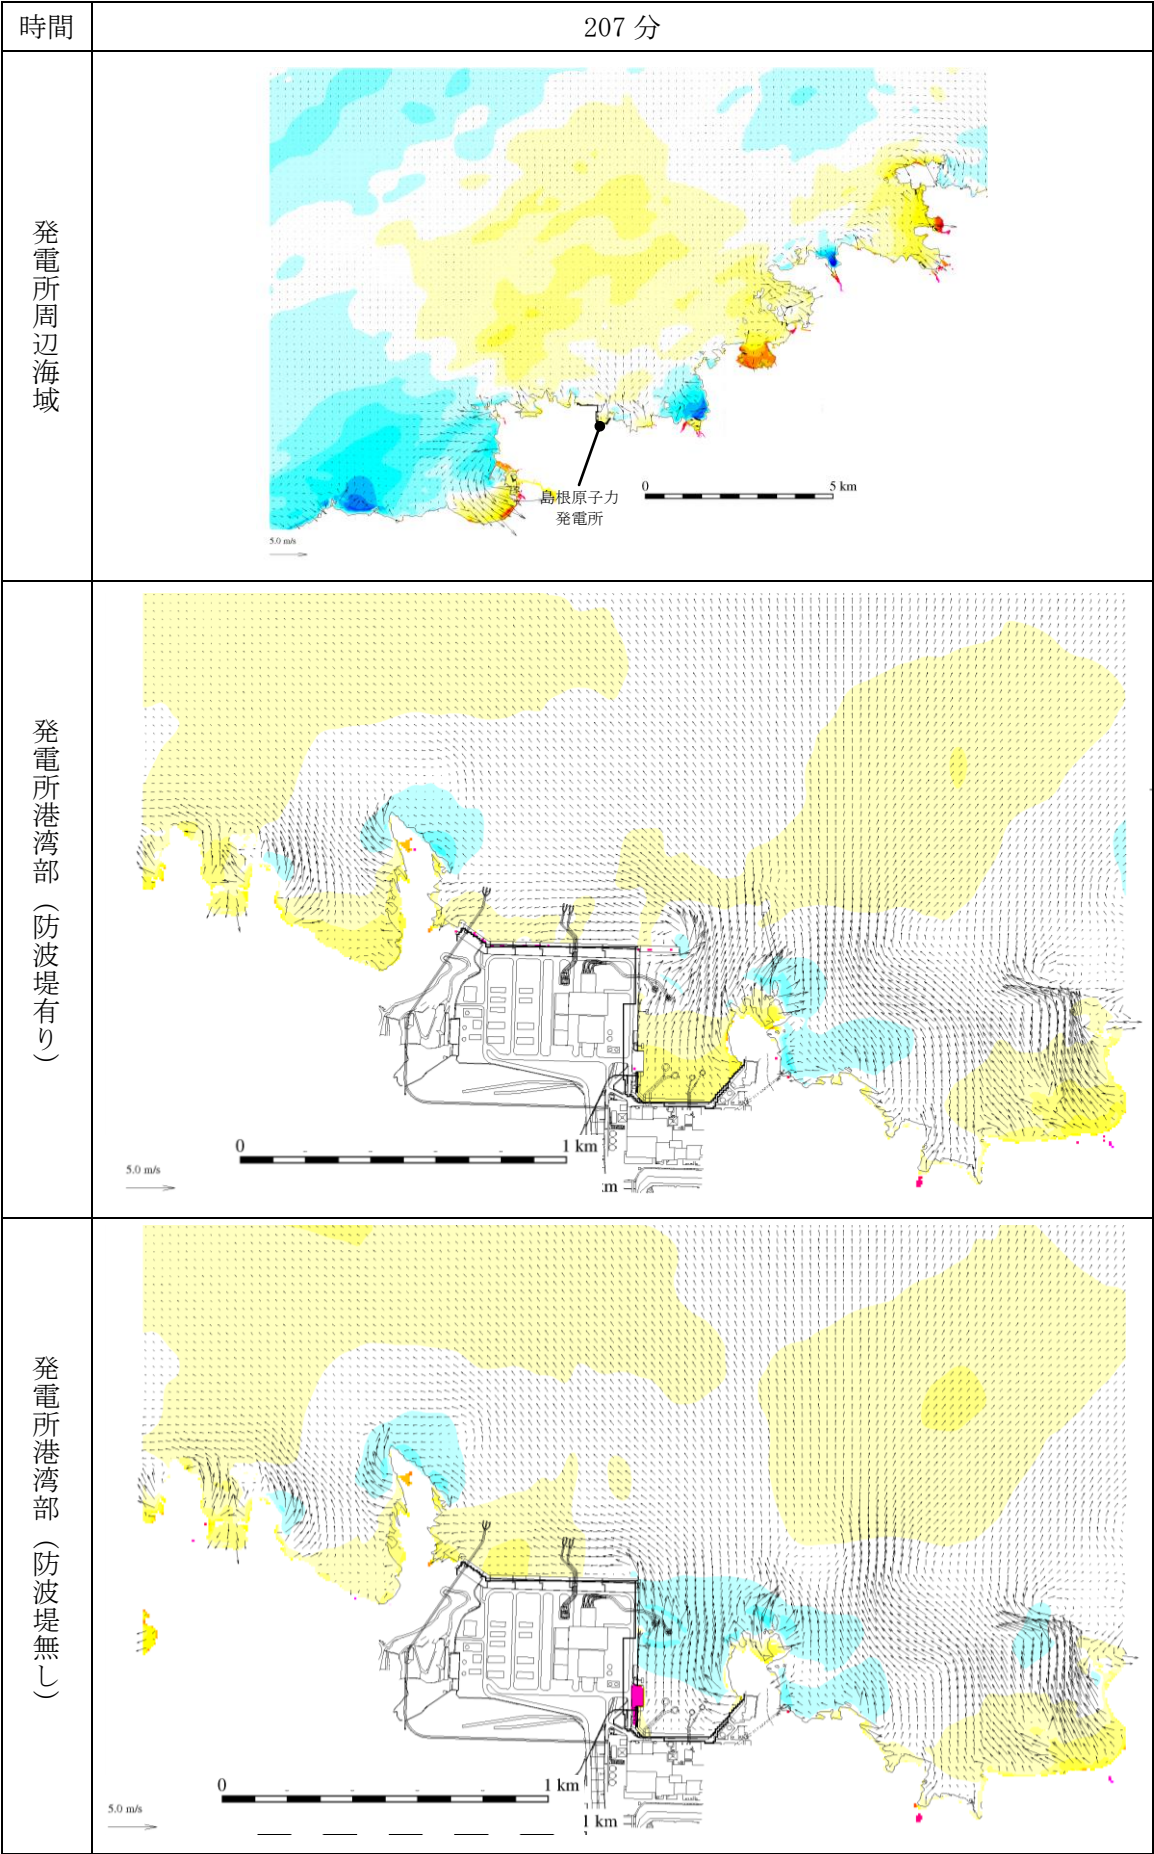 時間
207 分
発電所周辺海域
島根原子力
発電所
0
5 km
5.0 m/s
発電所港湾部（防波堤有り）
0
1 km
5.0 m/s
:m
発電所港湾部（防波堤無し）
0
1 km
5.0 m/s
1 km